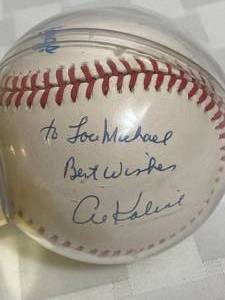 to Lou Michael
Best Wishes
Al Kaline